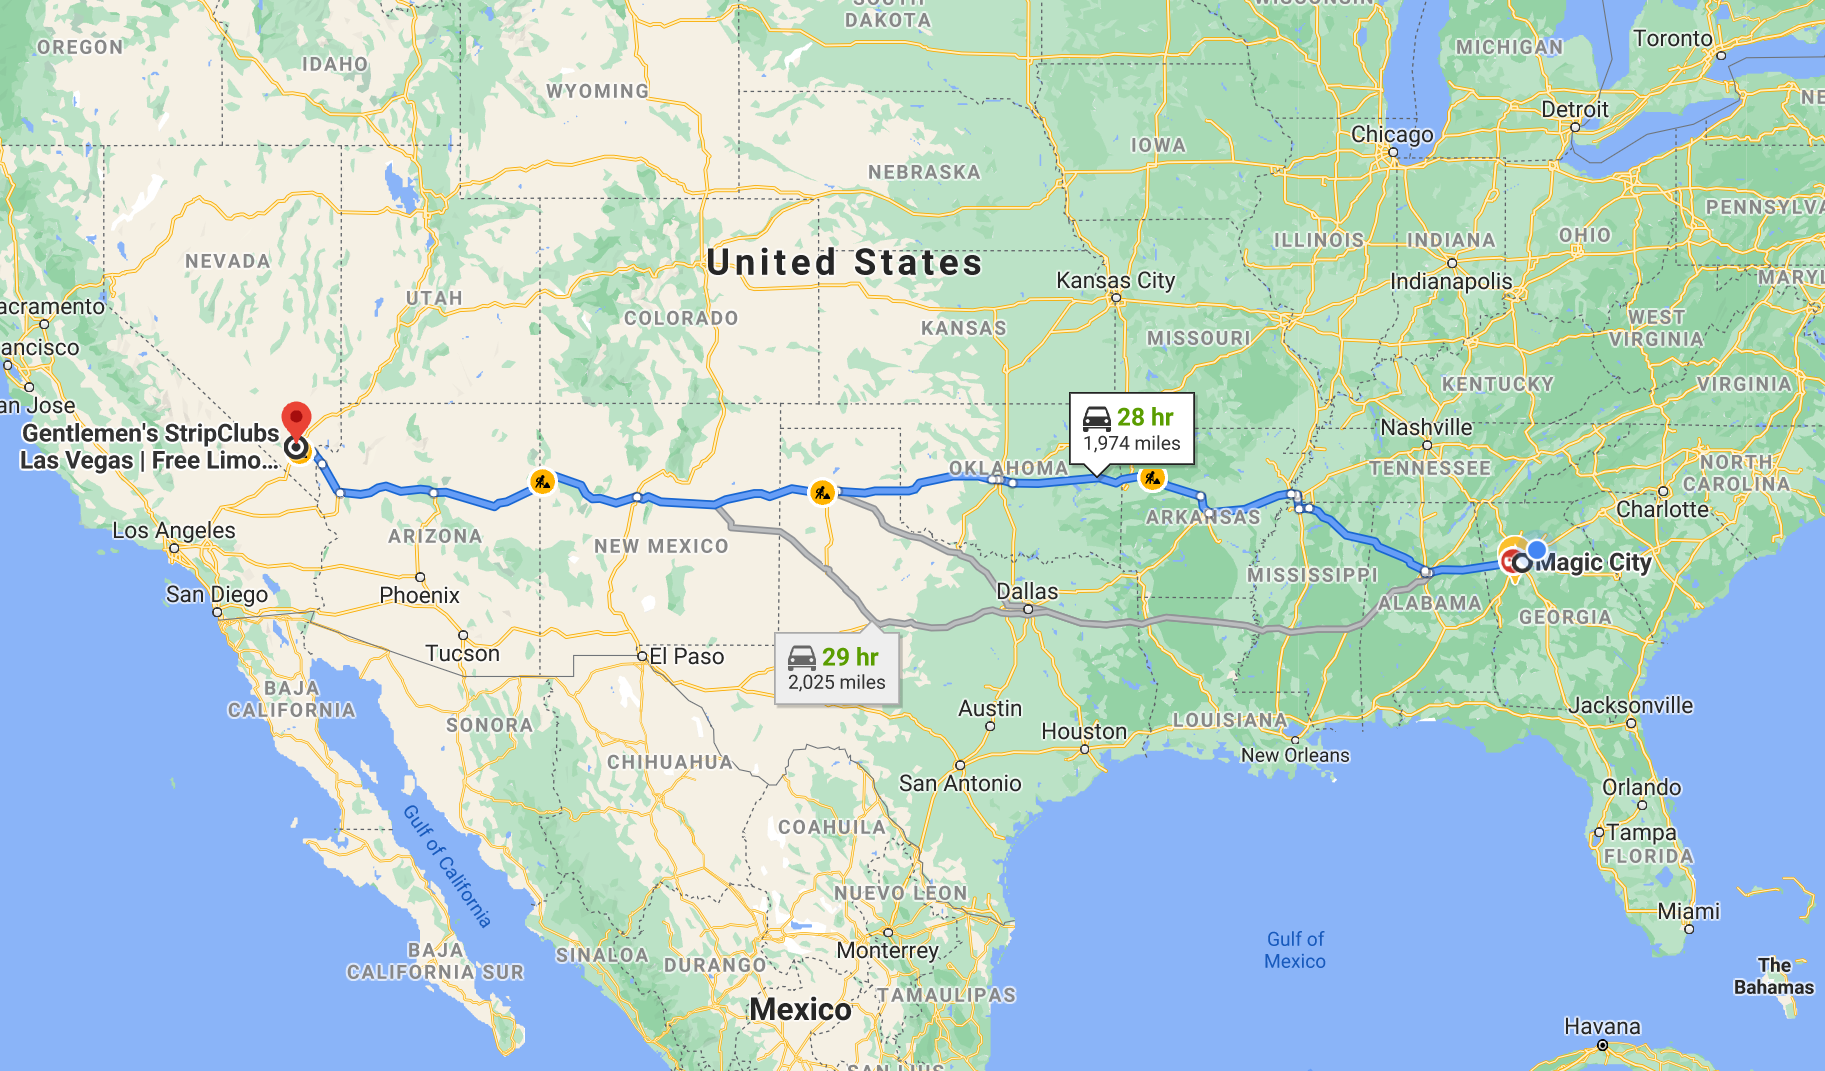 SOUTH
DAKOTA
WISCONSIN
Toronto
OREGON
MICHIGAN
IDAHO
WYOMING
NE
Detroit
Chicago
IOWA
NEBRASKA
PENNSYLVA
ILLINOIS
INDIANA
OHIO
NEVADA
United States
Kansas City
Indianapolis
MARYL
UTAH
acramento
COLORADO
KANSAS
MISSOURI
WEST
VIRGINIA
ancisco
KENTUCKY
VIRGINIA
an Jose
28 hr
1,974 miles
Nashville
Gentlemen's StripClubs
Las Vegas | Free Limo...
OKLAHOMA
TENNESSEE
NORTH
CAROLINA
Charlotte
ARKANSAS
Los Angeles
ARIZONA
NEW MEXICO
Magic City
MISSISSIPPI
San Diego
Phoenix
Dallas
ALABAMA
GEORGIA
Tucson
El Paso
29 hr
2,025 miles
BAJA
CALIFORNIA
SONORA
Austin
Houston
LOUISIANA
Jacksonville
New Orleans
CHIHUAHUA
San Antonio
Orlando
Gulf of California
COAHUILA
Tampa
FLORIDA
NUEVO LEON
Miami
Monterrey
Gulf of
Mexico
BAJA
CALIFORNIA SUR
SINALOA
DURANGO
The
Bahamas
TAMAULIPAS
Mexico
Havana
SAN LUIS